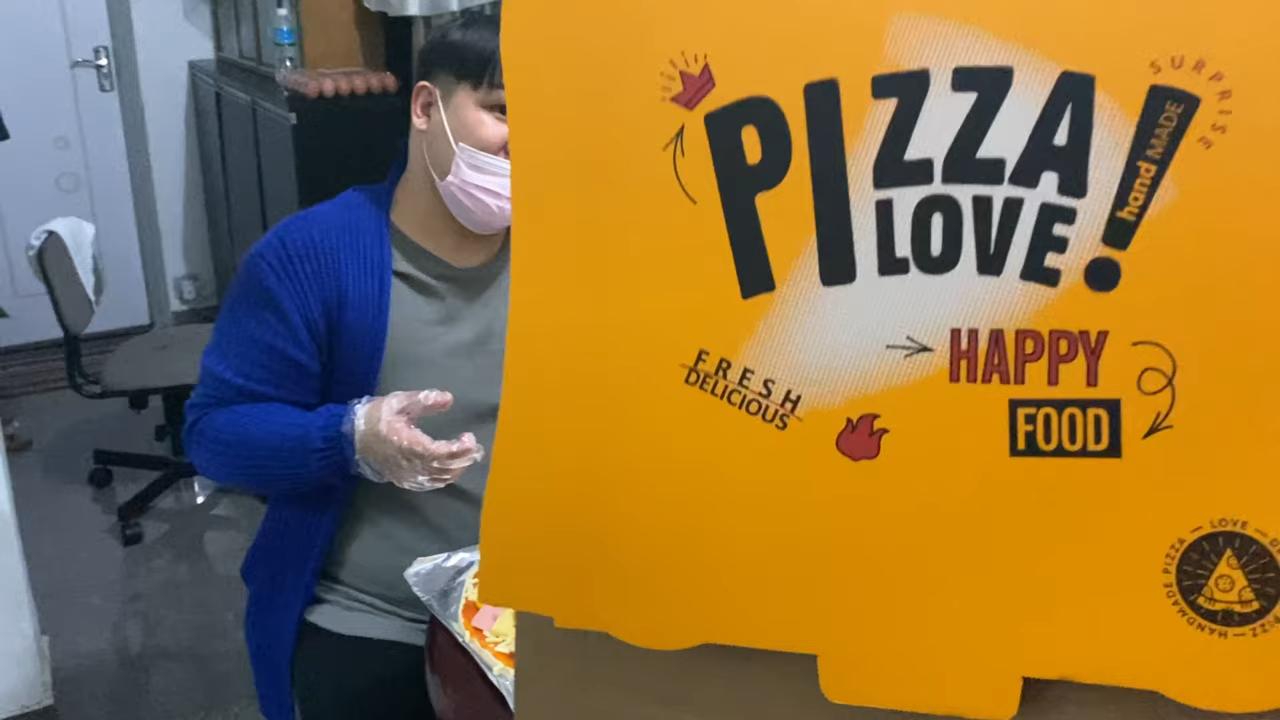 SURPRISE
PIZZA
LOVE!
hand MADE
FRESH
DELICIOUS
HAPPY
FOOD
LOVE
HANDMADE PIZZA